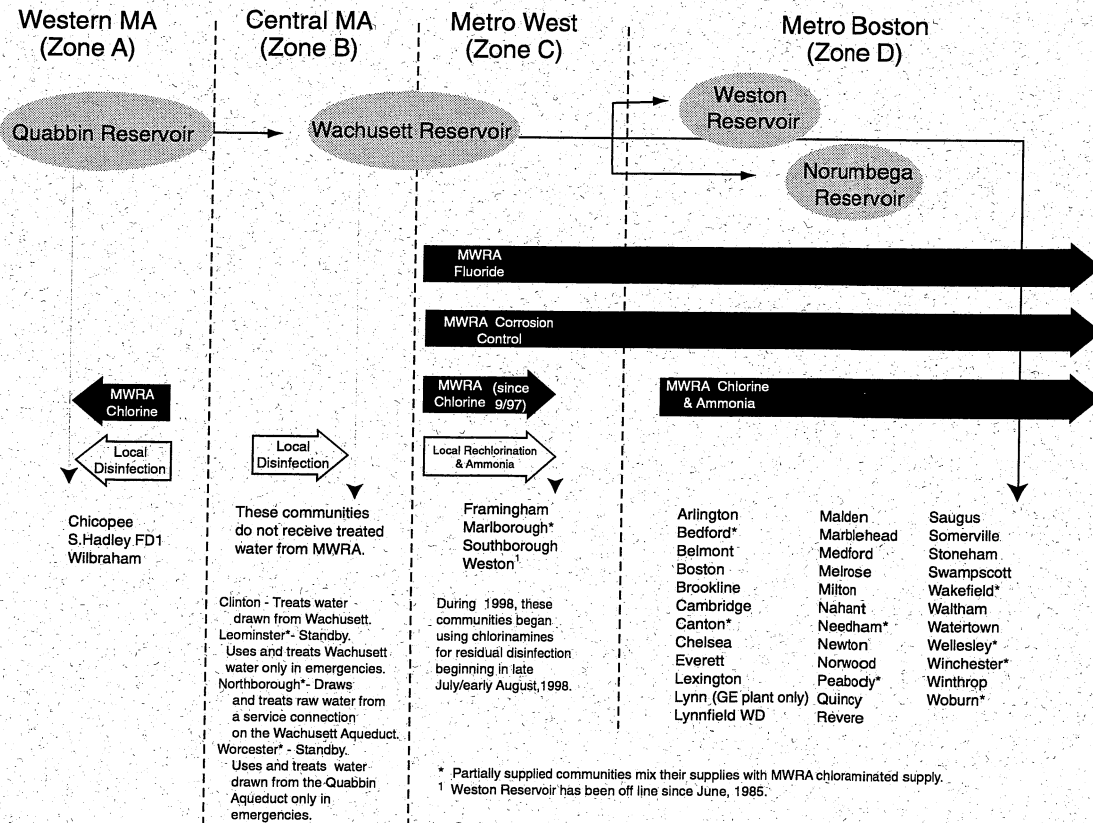 Western MA
(Zone A)
Central MA
(Zone B)
Metro West
(Zone C)
Metro Boston
(Zone D)
Quabbin Reservoir
Wachusett Reservoir
Weston
Reservoir
Norumbega
Reservoir
MWRA
Fluoride
MWRA Corrosion
Control
MWRA
Chlorine
MWRA (since
Chlorine 9/97)
MWRA Chlorine
& Ammonia
Local
Disinfection
Local
Disinfection
Local Rechlorination
& Ammonia
Chicopee
S.Hadley FD1
Wilbraham
These communities
do not receive treated
water from MWRA.
Clinton - Treats water
drawn from Wachusett.
Leominster*- Standby.
Uses and treats Wachusett
water only in emergencies.
Northborough*- Draws
and treats raw water from
a service connection
on the Wachusett Aqueduct.
Worcester* - Standby.
Uses and treats water
drawn from the Quabbin
Aqueduct only in
emergencies.
Framingham
Marlborough*
Southborough
Weston1
During 1998, these
communities began
using chlorinamines
for residual disinfection
beginning in late
July/early August,1998.
Arlington
Bedford*
Belmont
Boston
Brookline
Cambridge
Canton*
Chelsea
Everett
Lexington
Lynn (GE plant only)
Lynnfield WD
Malden
Marblehead
Medford
Melrose
Milton
Nahant
Needham*
Newton
Norwood
Peabody*
Quincy
Revere
Saugus
Somerville
Stoneham
Swampscott
Wakefield*
Waltham
Watertown
Wellesley*
Winchester*
Winthrop
Woburn*
* Partially supplied communities mix their supplies with MWRA chloraminated supply.
1 Weston Reservoir has been off line since June, 1985.